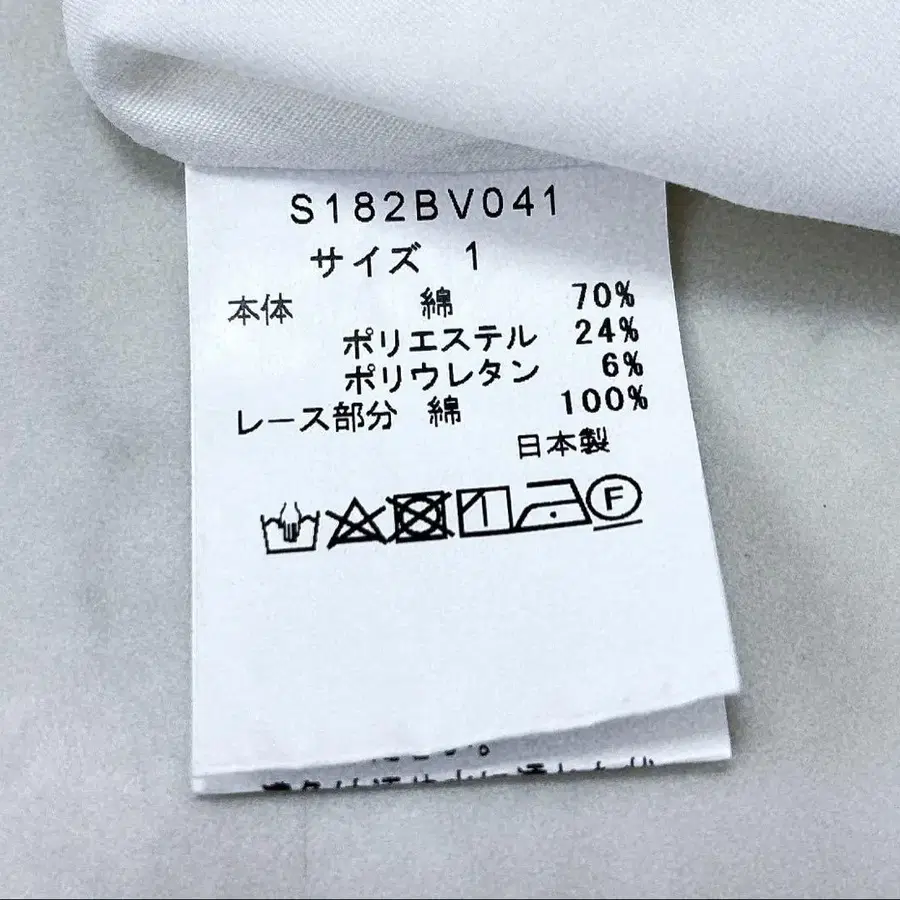 S182BV041
サイズ 1
本体 綿 70%
ポリエステル 24%
ポリウレタン 6%
レース部分 綿 100%
日本製
F